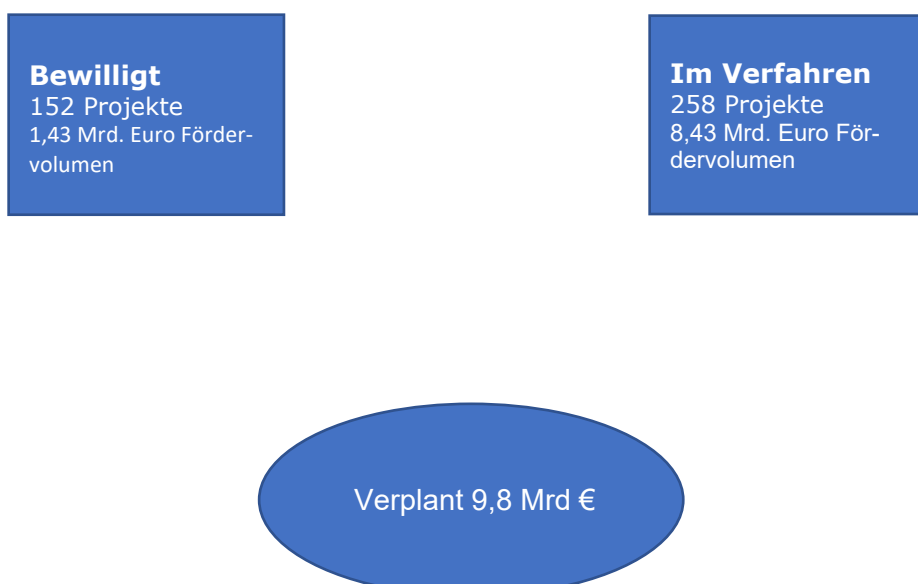 Bewilligt
152 Projekte
1,43 Mrd. Euro Förder-
volumen
Im Verfahren
258 Projekte
8,43 Mrd. Euro För-
dervolumen
Verplant 9,8 Mrd €